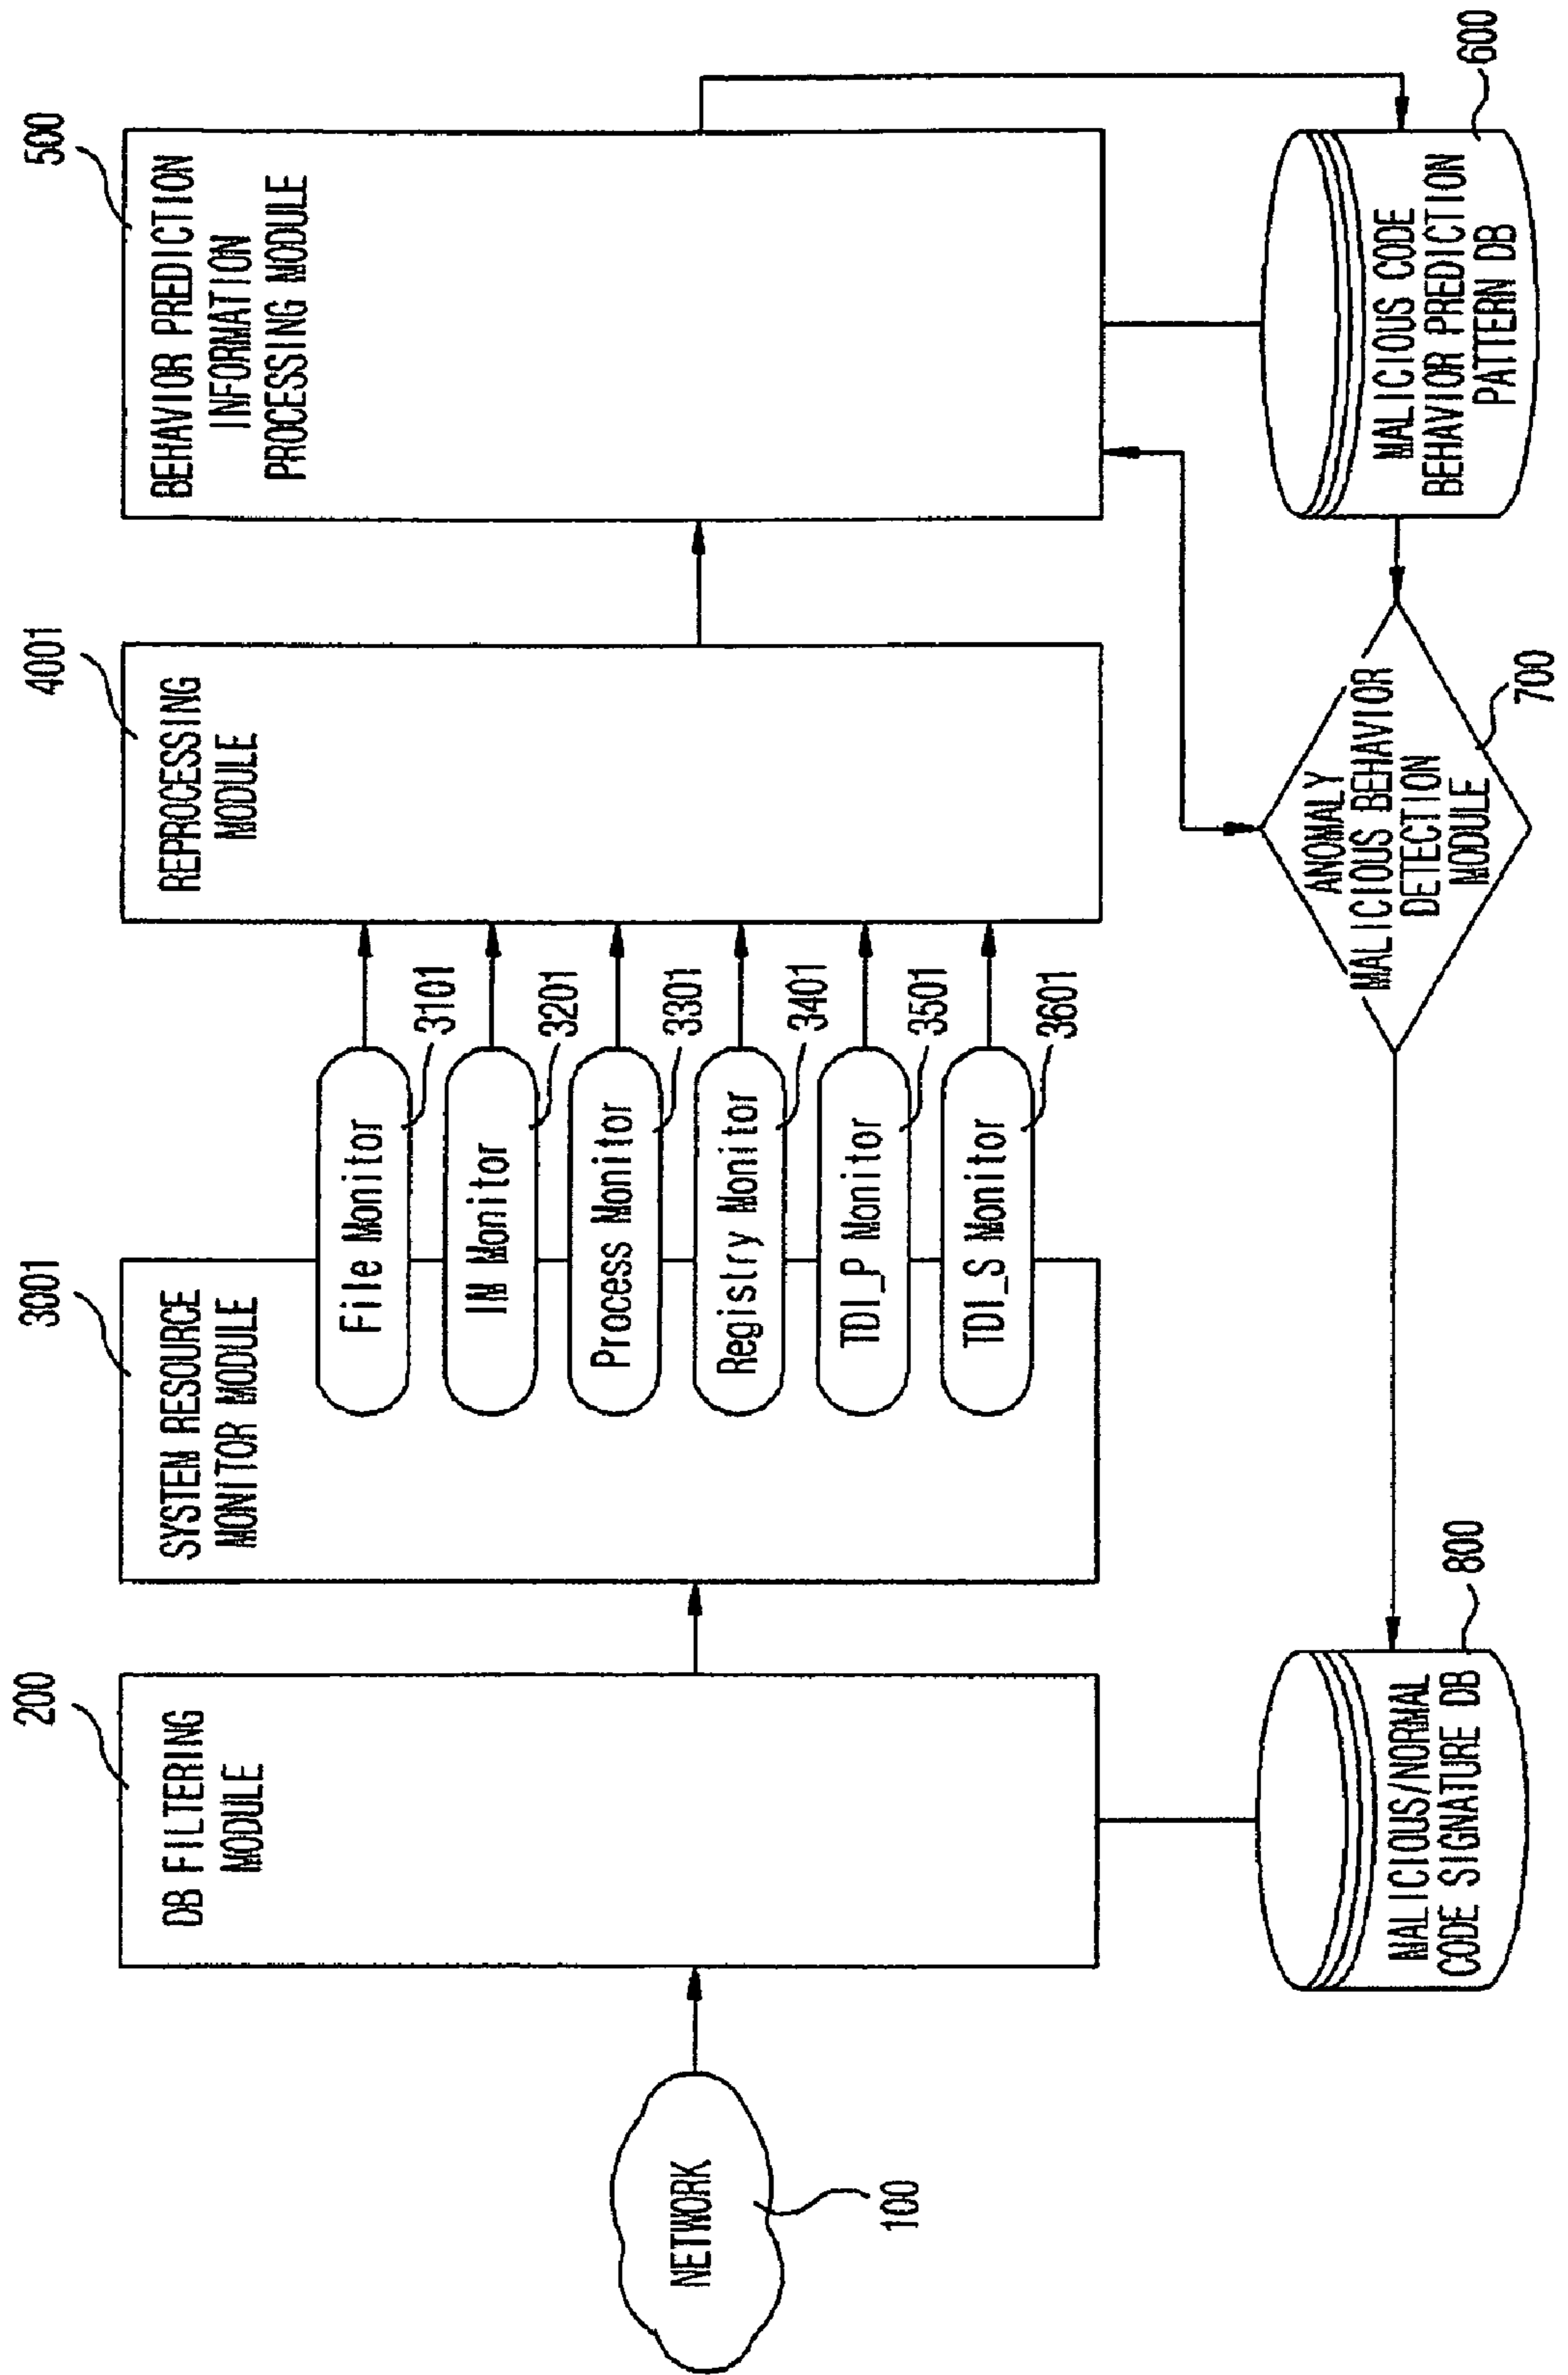 200
DB FILTERING
MODULE
3001
SYSTEM RESOURCE
MONITOR MODULE
File Monitor
3101
IM Monitor
3201
Process Monitor
3301
Registry Monitor
3401
TDI_P Monitor
3501
TDI_S Monitor
3601
4001
REPROCESSING
MODULE
500
BEHAVIOR PREDICTION
INFORMATION
PROCESSING MODULE
NETWORK
100
MALICIOUS/NORMAL
CODE SIGNATURE DB
800
ANOMALY
MALICIOUS BEHAVIOR
DETECTION
MODULE
700
MALICIOUS CODE
BEHAVIOR PREDICTION
PATTERN DB
600